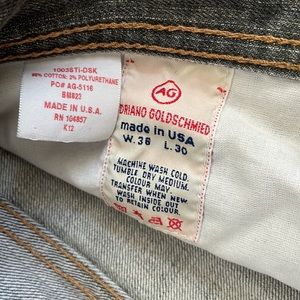 1003STI-DSK
98% COTTON: 2% POLYURETHANE
PO# AG-5116
BM822
MADE IN U.S.A.
RN 104857
K12
AG
DRIANO GOLDSCHMIED
made in USA
W. 36 L. 30
MACHINE WASH COLD.
TUMBLE DRY MEDIUM.
COLOUR MAY
TRANSFER WHEN NEW
WASH INSIDE OUT
TO RETAIN COLOUR.